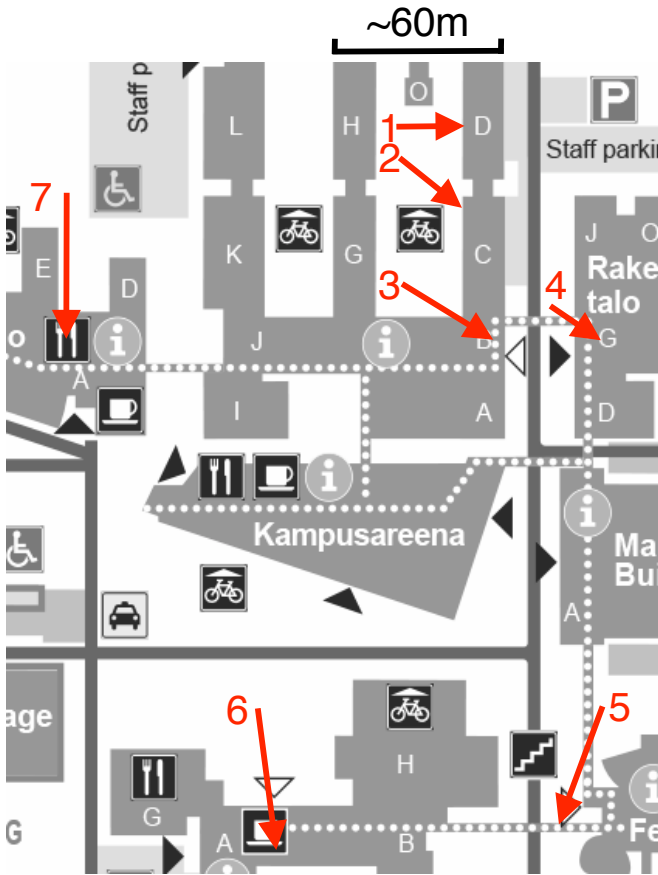 ~60m
P
Staff p
O
L
H
1
D
2
Staff parkin
7
J
O
E
K
G
C
D
3
4
Rake
talo
o
i
J
i
B
G
A
I
A
D
i
i
Kampusareena
Ma
Bui
A
age
6
5
H
G
i
G
A
B
Fe
i